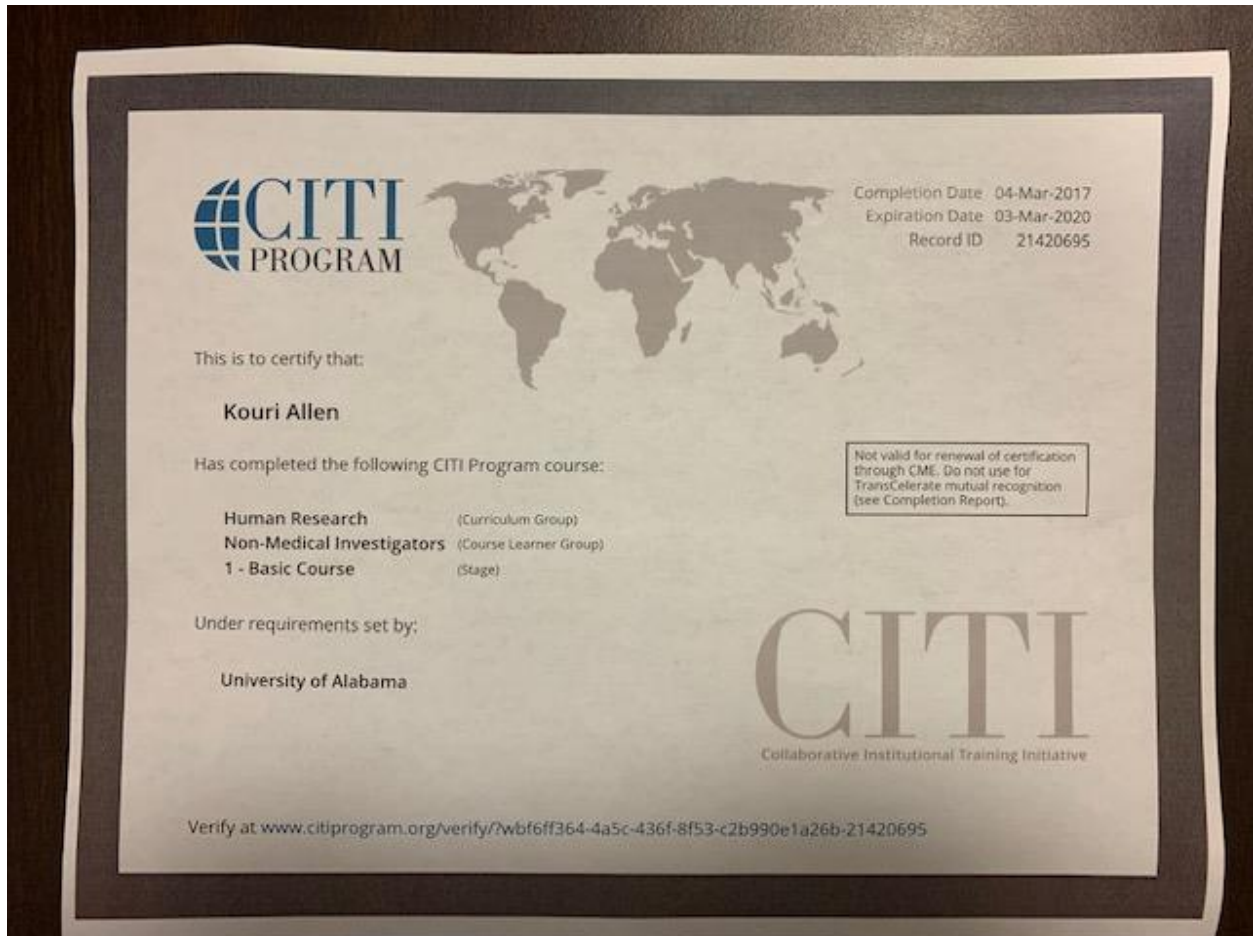 CITI
PROGRAM
Completion Date 04-Mar-2017
Expiration Date 03-Mar-2020
Record ID 21420695
This is to certify that:
Kouri Allen
Has completed the following CITI Program course:
Not valid for renewal of certification
through CME. Do not use for
TransCelerate mutual recognition
(see Completion Report).
Human Research (Curriculum Group)
Non-Medical Investigators (Course Learner Group)
1 - Basic Course (Stage)
Under requirements set by:
University of Alabama
CITI
Collaborative Institutional Training Initiative
Verify at www.citiprogram.org/verify/?wbf6ff364-4a5c-436f-8f53-c2b990e1a26b-21420695